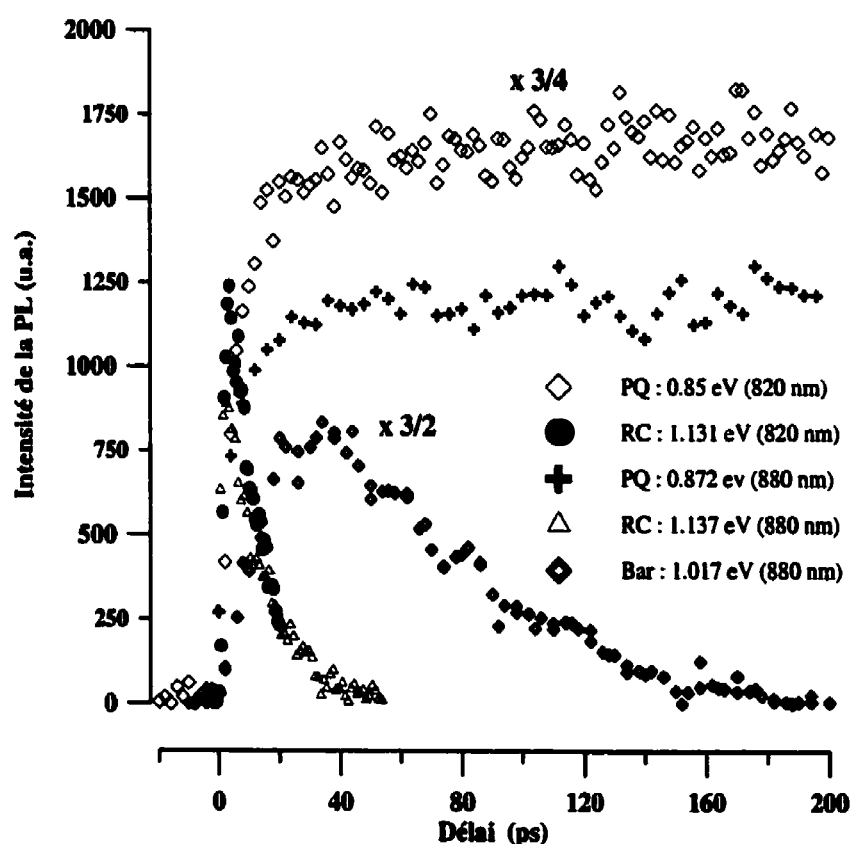 2000
x 3/4
1750
1500
1250
1000
750
500
250
0
Intensité de la PL (u.a.)
x 3/2
PQ : 0.85 eV (820 nm)
RC : 1.131 eV (820 nm)
PQ : 0.872 ev (880 nm)
RC : 1.137 eV (880 nm)
Bar : 1.017 eV (880 nm)
0 40 80 120 160 200
Délai (ps)